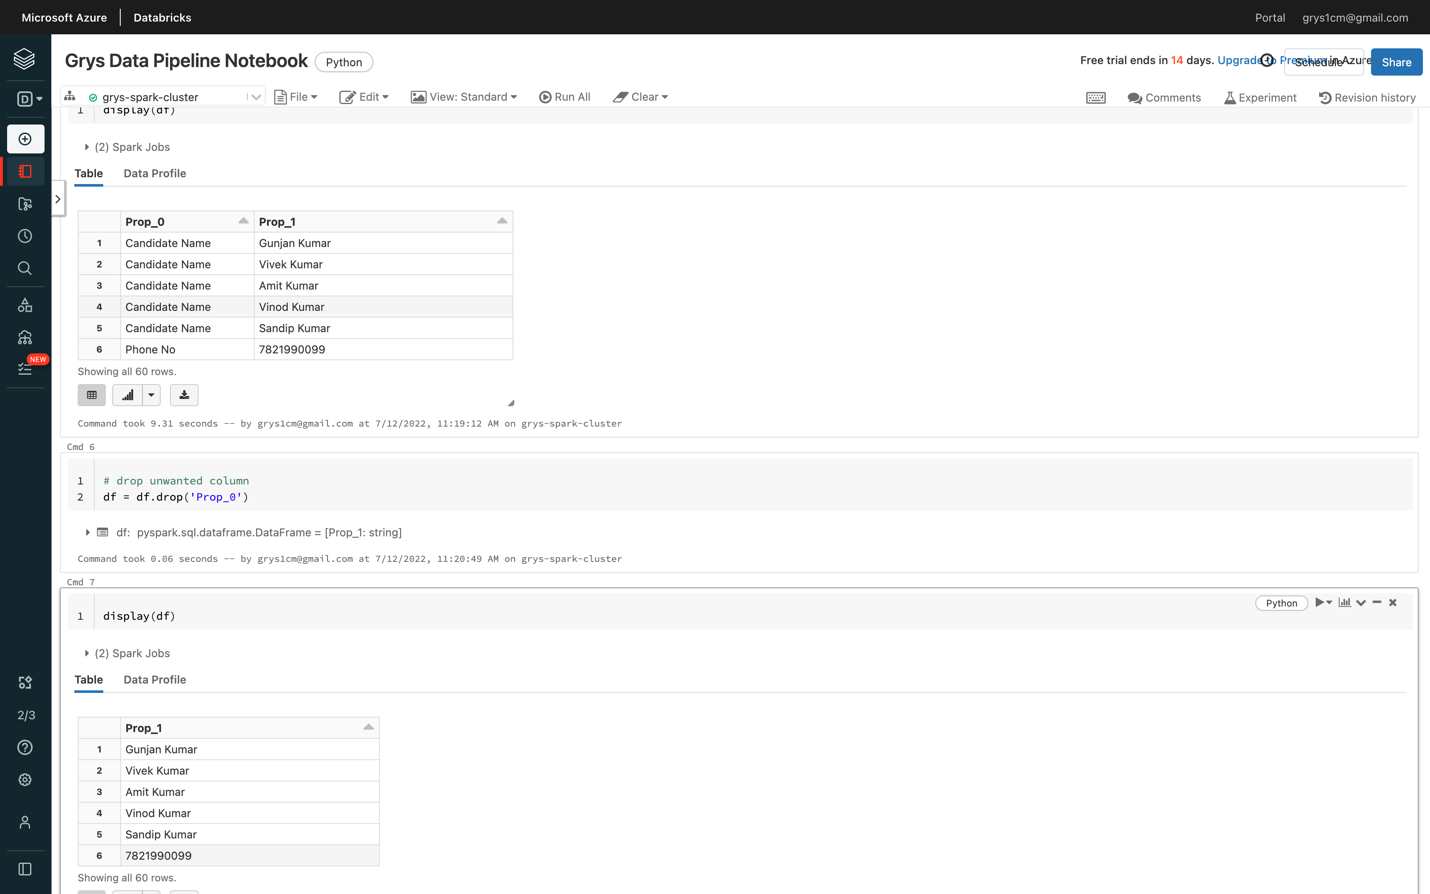 Microsoft Azure | Databricks
Portal grys1cm@gmail.com
Grys Data Pipeline Notebook Python
Free trial ends in 14 days. Upgrade to Premium in Azure
Schedule
Share
D
grys-spark-cluster File Edit View: Standard Run All Clear
Comments Experiment Revision history
1 display(df)
(2) Spark Jobs
Table Data Profile
Prop_0 Prop_1
1 Candidate Name Gunjan Kumar
2 Candidate Name Vivek Kumar
3 Candidate Name Amit Kumar
4 Candidate Name Vinod Kumar
5 Candidate Name Sandip Kumar
6 Phone No 7821990099
Showing all 60 rows.
Command took 9.31 seconds -- by grys1cm@gmail.com at 7/12/2022, 11:19:12 AM on grys-spark-cluster
Cmd 6
1 # drop unwanted column
2 df = df.drop('Prop_0')
df: pyspark.sql.dataframe.DataFrame = [Prop_1: string]
Command took 0.06 seconds -- by grys1cm@gmail.com at 7/12/2022, 11:20:49 AM on grys-spark-cluster
Cmd 7
Python
1 display(df)
(2) Spark Jobs
Table Data Profile
Prop_1
1 Gunjan Kumar
2 Vivek Kumar
3 Amit Kumar
4 Vinod Kumar
5 Sandip Kumar
6 7821990099
Showing all 60 rows.
NEW
2/3